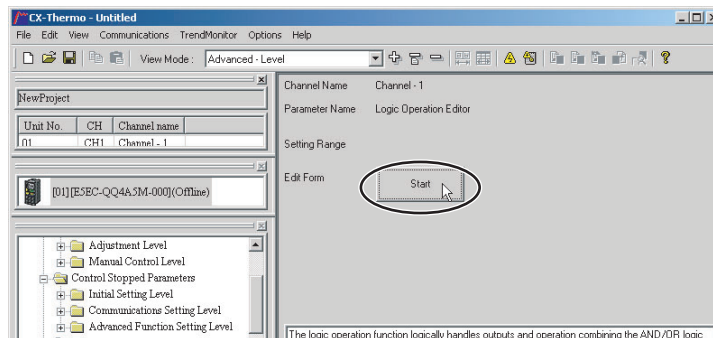 CX-Thermo - Untitled
File Edit View Communications TrendMonitor Options Help
View Mode : Advanced - Level
NewProject
Unit No. CH Channel name
01 CH1 Channel - 1
[01][E5EC-QQ4A5M-000](Offline)
Adjustment Level
Manual Control Level
Control Stopped Parameters
Initial Setting Level
Communications Setting Level
Advanced Function Setting Level
Channel Name Channel - 1
Parameter Name Logic Operation Editor
Setting Range
Edit Form Start
The logic operation function logically handles outputs and operation combining the AND/OR logic